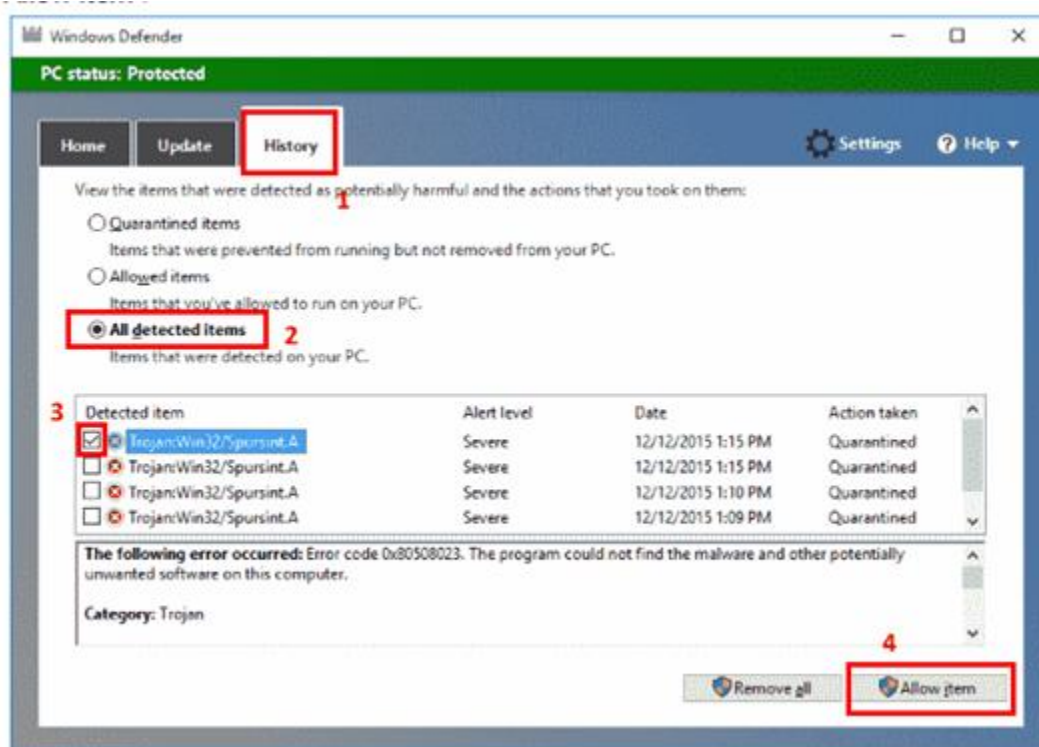 Windows Defender
PC status: Protected
Home Update History Settings Help
View the items that were detected as potentially harmful and the actions that you took on them:
1
Quarantined items
Items that were prevented from running but not removed from your PC.
Allowed items
Items that you've allowed to run on your PC.
All detected items 2
Items that were detected on your PC.
3 Detected item Alert level Date Action taken
Trojan:Win32/Spursint.A Severe 12/12/2015 1:15 PM Quarantined
Trojan:Win32/Spursint.A Severe 12/12/2015 1:15 PM Quarantined
Trojan:Win32/Spursint.A Severe 12/12/2015 1:10 PM Quarantined
Trojan:Win32/Spursint.A Severe 12/12/2015 1:09 PM Quarantined
The following error occurred: Error code 0x80508023. The program could not find the malware and other potentially
unwanted software on this computer.
Category: Trojan
4
Remove all Allow item